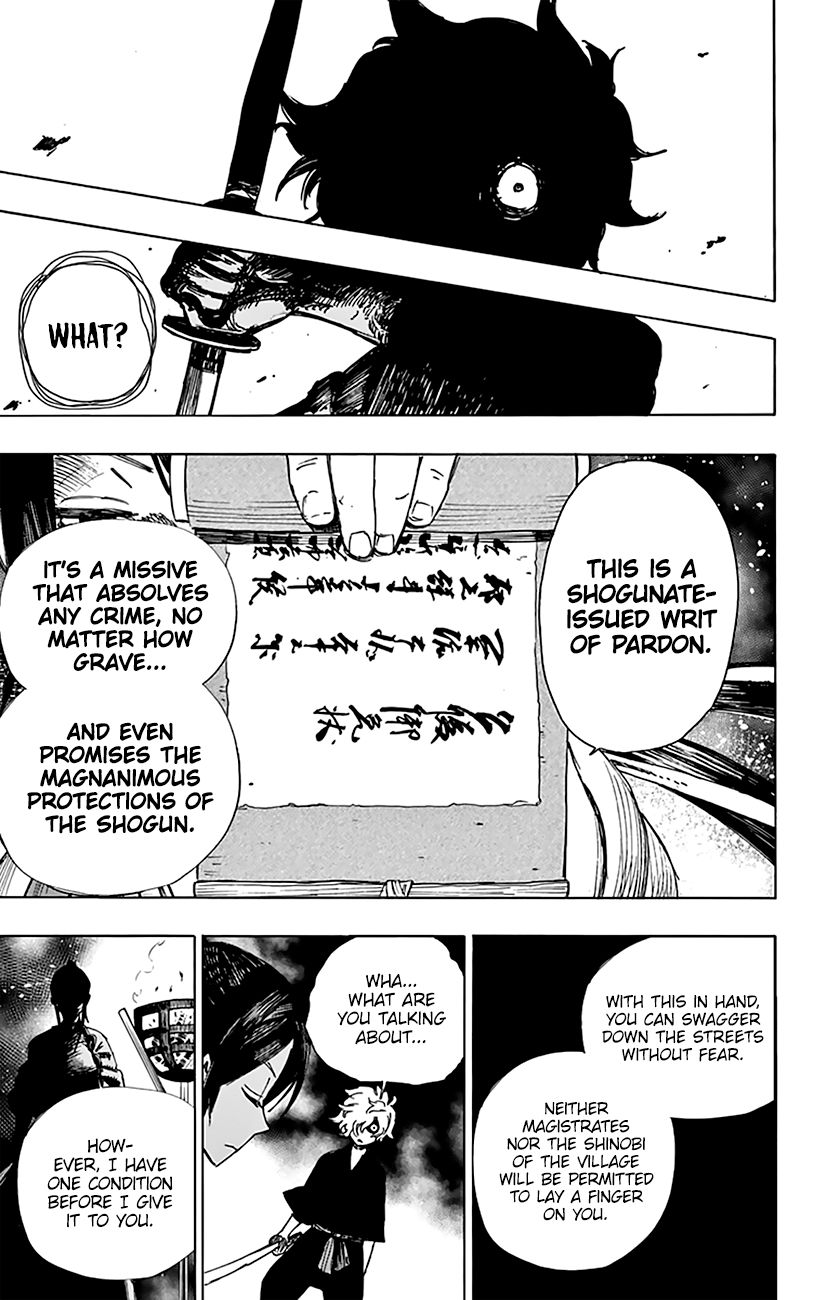 WHAT?
THIS IS A
SHOGUNATE-
ISSUED WRIT
OF PARDON.
IT'S A MISSIVE
THAT ABSOLVES
ANY CRIME, NO
MATTER HOW
GRAVE...
AND EVEN
PROMISES THE
MAGNANIMOUS
PROTECTIONS OF
THE SHOGUN.
WITH THIS IN HAND,
YOU CAN SWAGGER
DOWN THE STREETS
WITHOUT FEAR.
NEITHER
MAGISTRATES
NOR THE SHINOBI
OF THE VILLAGE
WILL BE PERMITTED
TO LAY A FINGER
ON YOU.
WHA...
WHAT ARE
YOU TALKING
ABOUT...
HOW-
EVER, I HAVE
ONE CONDITION
BEFORE I GIVE
IT TO YOU.